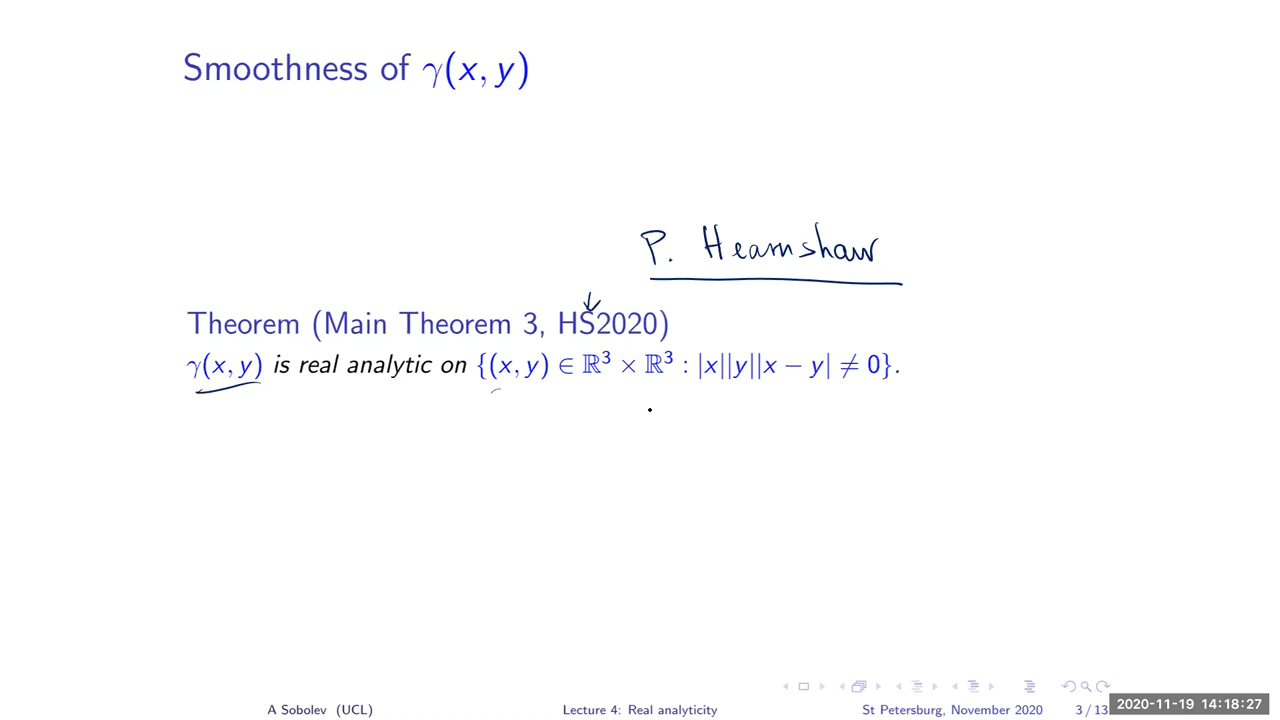 Smoothness of γ(x, y)
P. Hearnshaw
Theorem (Main Theorem 3, HS2020)
γ(x, y) is real analytic on {(x, y) ∈ ℝ³ × ℝ³ : |x||y||x − y| ≠ 0}.
A Sobolev (UCL) Lecture 4: Real analyticity St Petersburg, November 2020 3 / 13
2020-11-19 14:18:27